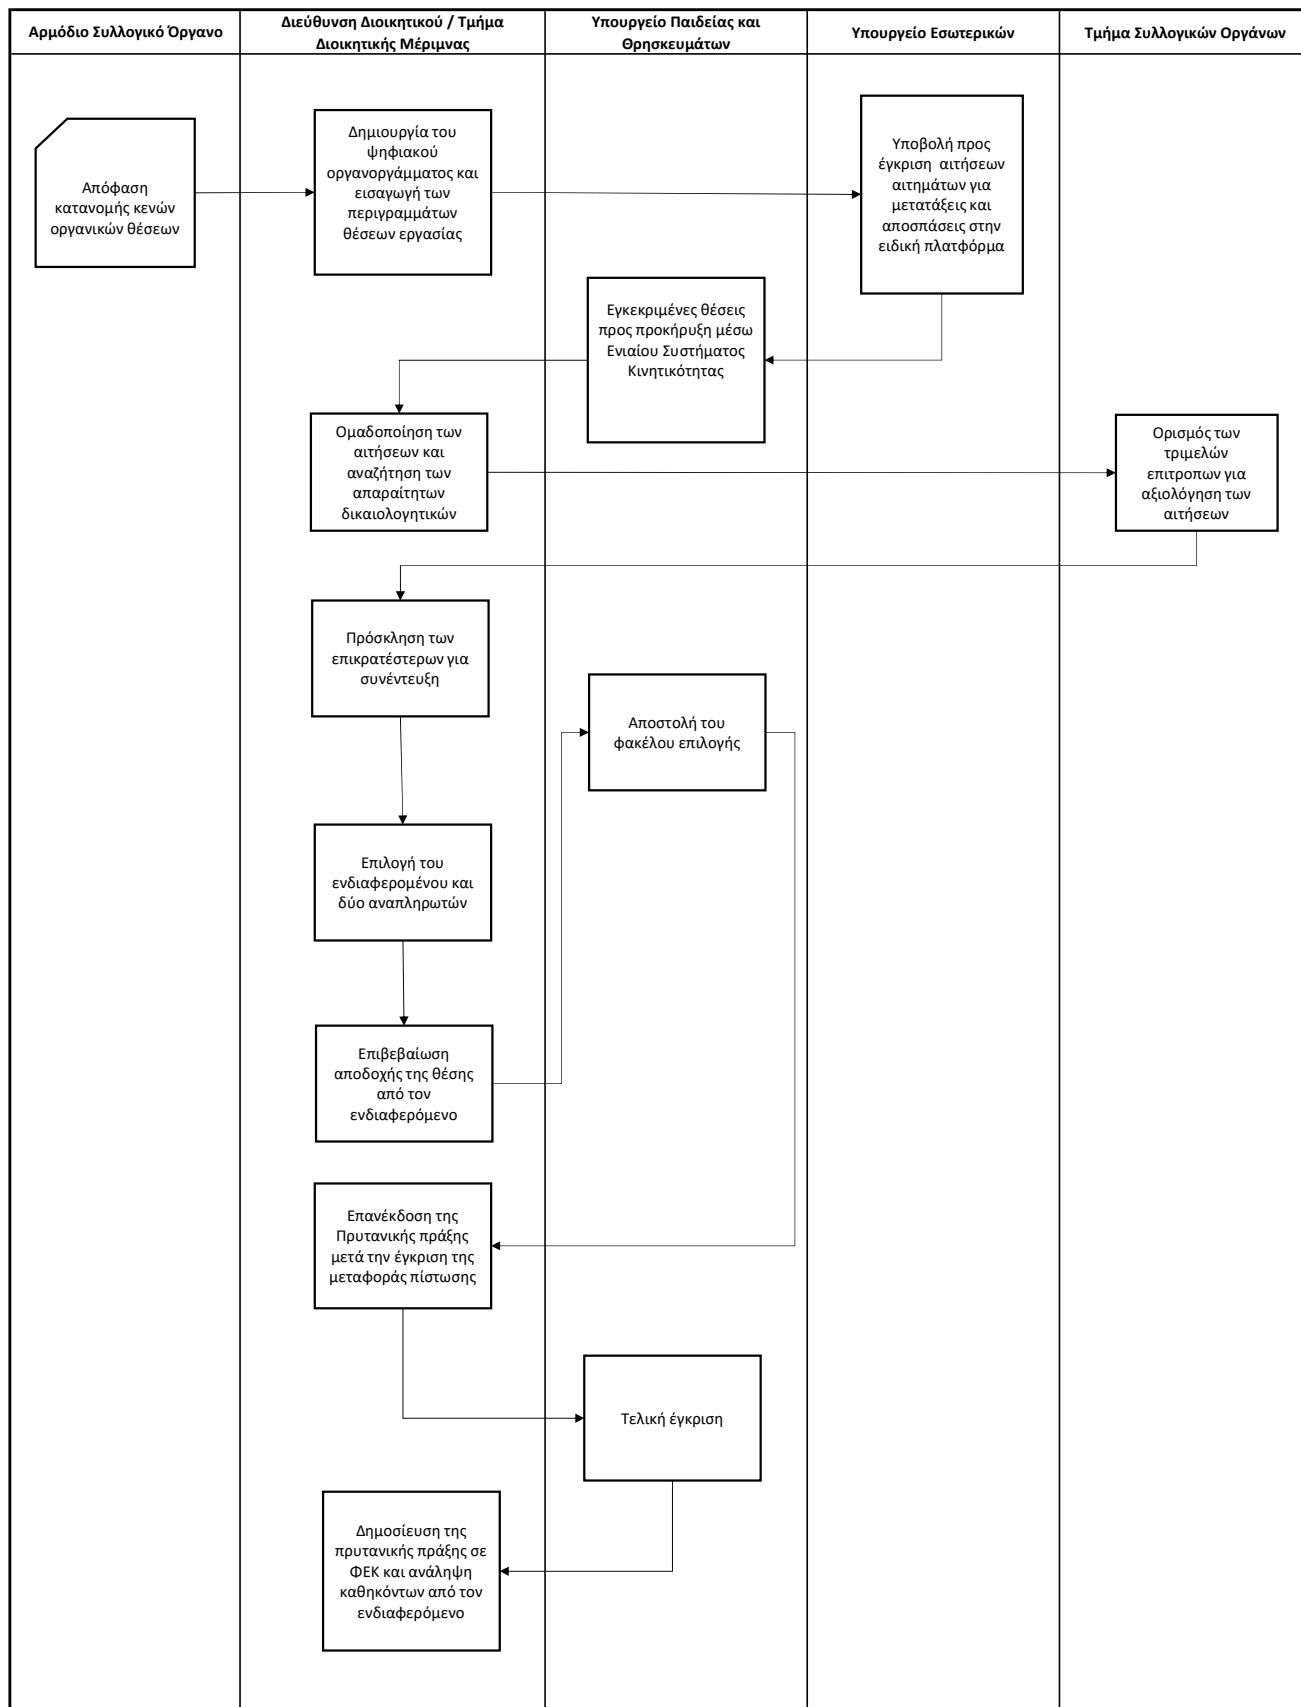 Αρμόδιο Συλλογικό Όργανο
Διεύθυνση Διοικητικού / Τμήμα
Διοικητικής Μέριμνας
Υπουργείο Παιδείας και
Θρησκευμάτων
Υπουργείο Εσωτερικών
Τμήμα Συλλογικών Οργάνων
Απόφαση
κατανομής κενών
οργανικών θέσεων
Δημιουργία του
ψηφιακού
οργανοργάμματος και
εισαγωγή των
περιγραμμάτων
θέσεων εργασίας
Υποβολή προς
έγκριση αιτήσεων
αιτημάτων για
μετατάξεις και
αποσπάσεις στην
ειδική πλατφόρμα
Εγκεκριμένες θέσεις
προς προκήρυξη μέσω
Ενιαίου Συστήματος
Κινητικότητας
Ομαδοποίηση των
αιτήσεων και
αναζήτηση των
απαραίτητων
δικαιολογητικών
Ορισμός των
τριμελών
επιτροπων για
αξιολόγηση των
αιτήσεων
Πρόσκληση των
επικρατέστερων για
συνέντευξη
Αποστολή του
φακέλου επιλογής
Επιλογή του
ενδιαφερομένου και
δύο αναπληρωτών
Επιβεβαίωση
αποδοχής της θέσης
από τον
ενδιαφερόμενο
Επανέκδοση της
Πρυτανικής πράξης
μετά την έγκριση της
μεταφοράς πίστωσης
Τελική έγκριση
Δημοσίευση της
πρυτανικής πράξης σε
ΦΕΚ και ανάληψη
καθηκόντων από τον
ενδιαφερόμενο